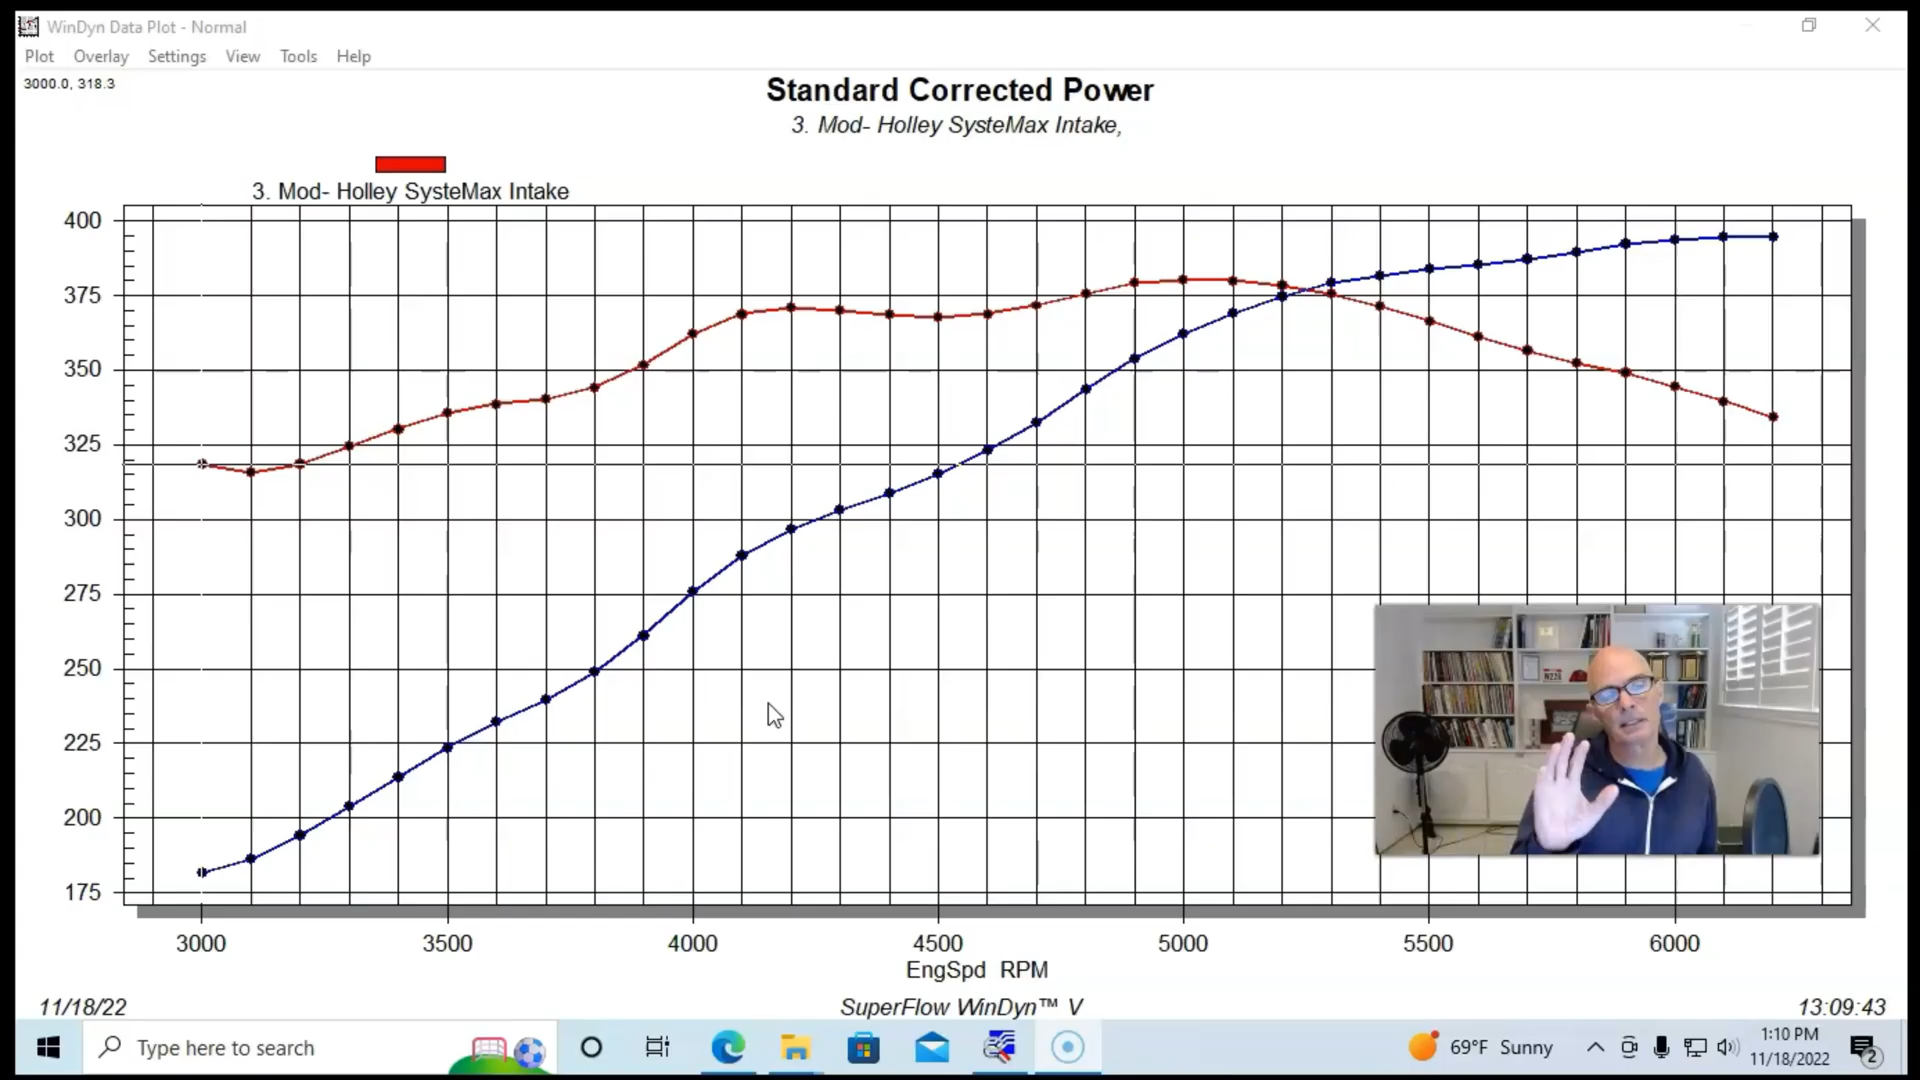 WinDyn Data Plot - Normal
Plot Overlay Settings View Tools Help
3000.0, 318.3
Standard Corrected Power
3. Mod- Holley SysteMax Intake,
3. Mod- Holley SysteMax Intake
400
375
350
325
300
275
250
225
200
175
3000 3500 4000 4500 5000 5500 6000
EngSpd RPM
11/18/22 SuperFlow WinDyn™ V 13:09:43
Type here to search 69°F Sunny 1:10 PM
11/18/2022 2